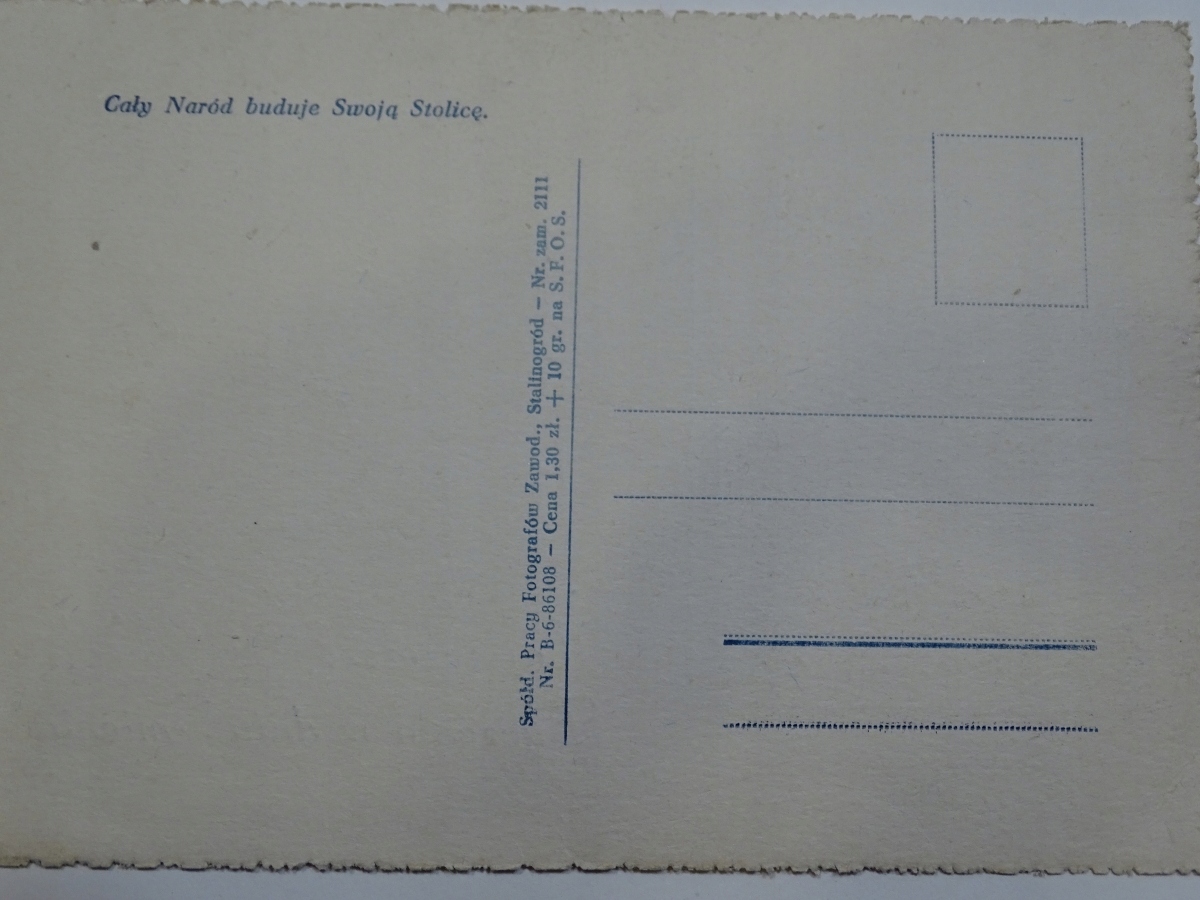 Cały Naród buduje Swoją Stolicę.
Spółd. Pracy Fotografów Zawod., Stalinogród — Nr. zam. 2111
Nr. B-6-86108 — Cena 1,30 zł. + 10 gr. na S. F. O. S.